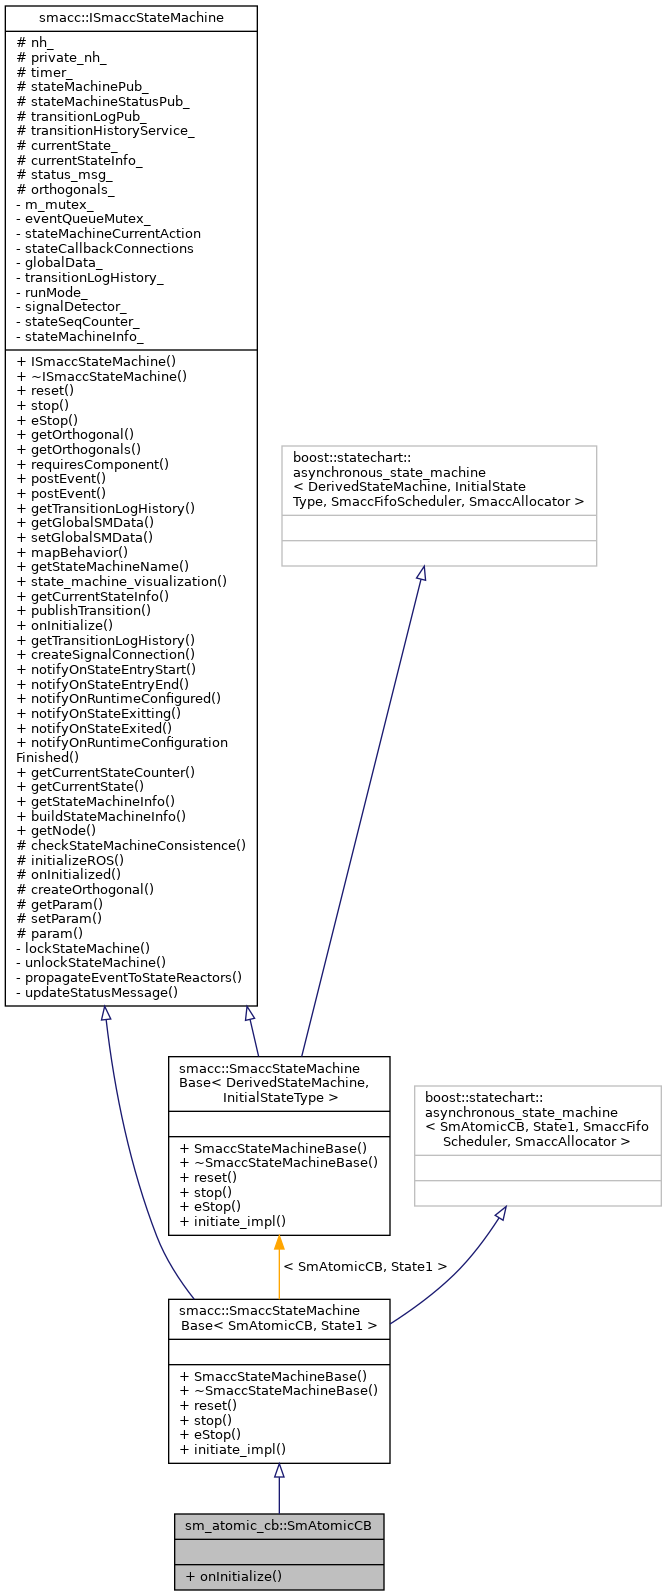 smacc::ISmaccStateMachine
# nh_
# private_nh_
# timer_
# stateMachinePub_
# stateMachineStatusPub_
# transitionLogPub_
# transitionHistoryService_
# currentState_
# currentStateInfo_
# status_msg_
# orthogonals_
- m_mutex_
- eventQueueMutex_
- stateMachineCurrentAction
- stateCallbackConnections
- globalData_
- transitionLogHistory_
- runMode_
- signalDetector_
- stateSeqCounter_
- stateMachineInfo_
+ ISmaccStateMachine()
+ ~ISmaccStateMachine()
+ reset()
+ stop()
+ eStop()
+ getOrthogonal()
+ getOrthogonals()
+ requiresComponent()
+ postEvent()
+ postEvent()
+ getTransitionLogHistory()
+ getGlobalSMData()
+ setGlobalSMData()
+ mapBehavior()
+ getStateMachineName()
+ state_machine_visualization()
+ getCurrentStateInfo()
+ publishTransition()
+ onInitialize()
+ getTransitionLogHistory()
+ createSignalConnection()
+ notifyOnStateEntryStart()
+ notifyOnStateEntryEnd()
+ notifyOnRuntimeConfigured()
+ notifyOnStateExitting()
+ notifyOnStateExited()
+ notifyOnRuntimeConfiguration
Finished()
+ getCurrentStateCounter()
+ getCurrentState()
+ getStateMachineInfo()
+ buildStateMachineInfo()
+ getNode()
# checkStateMachineConsistence()
# initializeROS()
# onInitialized()
# createOrthogonal()
# getParam()
# setParam()
# param()
- lockStateMachine()
- unlockStateMachine()
- propagateEventToStateReactors()
- updateStatusMessage()
boost::statechart::
asynchronous_state_machine
< DerivedStateMachine, InitialState
Type, SmaccFifoScheduler, SmaccAllocator >
smacc::SmaccStateMachine
Base< DerivedStateMachine,
InitialStateType >
+ SmaccStateMachineBase()
+ ~SmaccStateMachineBase()
+ reset()
+ stop()
+ eStop()
+ initiate_impl()
boost::statechart::
asynchronous_state_machine
< SmAtomicCB, State1, SmaccFifo
Scheduler, SmaccAllocator >
< SmAtomicCB, State1 >
smacc::SmaccStateMachine
Base< SmAtomicCB, State1 >
+ SmaccStateMachineBase()
+ ~SmaccStateMachineBase()
+ reset()
+ stop()
+ eStop()
+ initiate_impl()
sm_atomic_cb::SmAtomicCB
+ onInitialize()